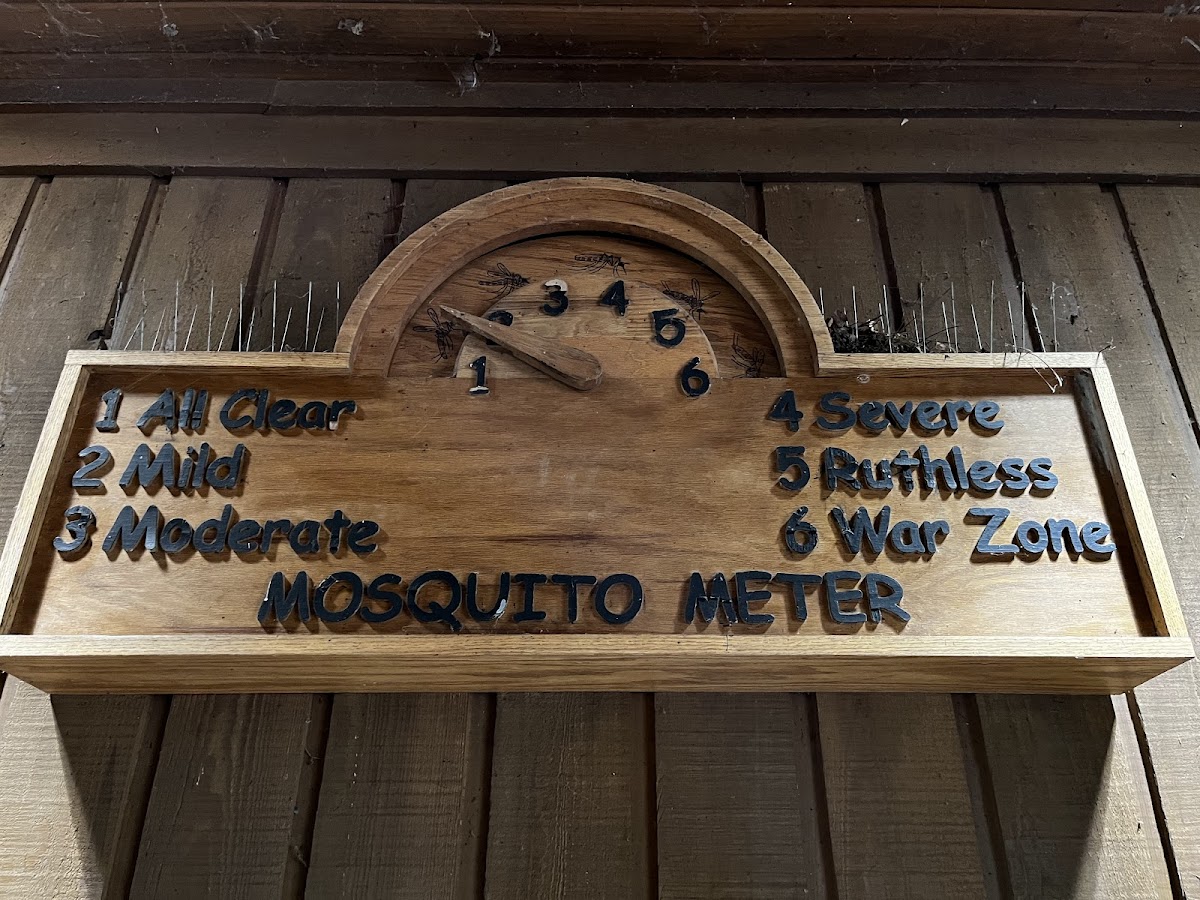 3 4
2 5
1 6
1 All Clear
2 Mild
3 Moderate
4 Severe
5 Ruthless
6 War Zone
MOSQUITO METER